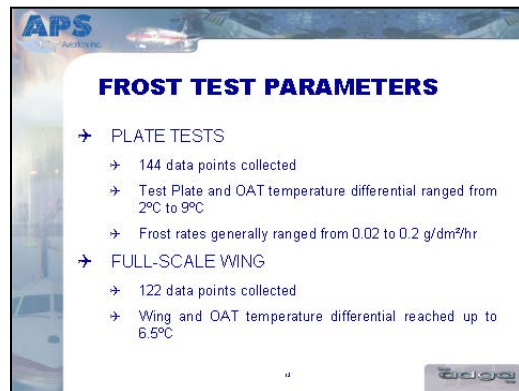 APS
Aviation Inc.
FROST TEST PARAMETERS
PLATE TESTS
144 data points collected
Test Plate and OAT temperature differential ranged from
2ºC to 9ºC
Frost rates generally ranged from 0.02 to 0.2 g/dm²/hr
FULL-SCALE WING
122 data points collected
Wing and OAT temperature differential reached up to
6.5ºC